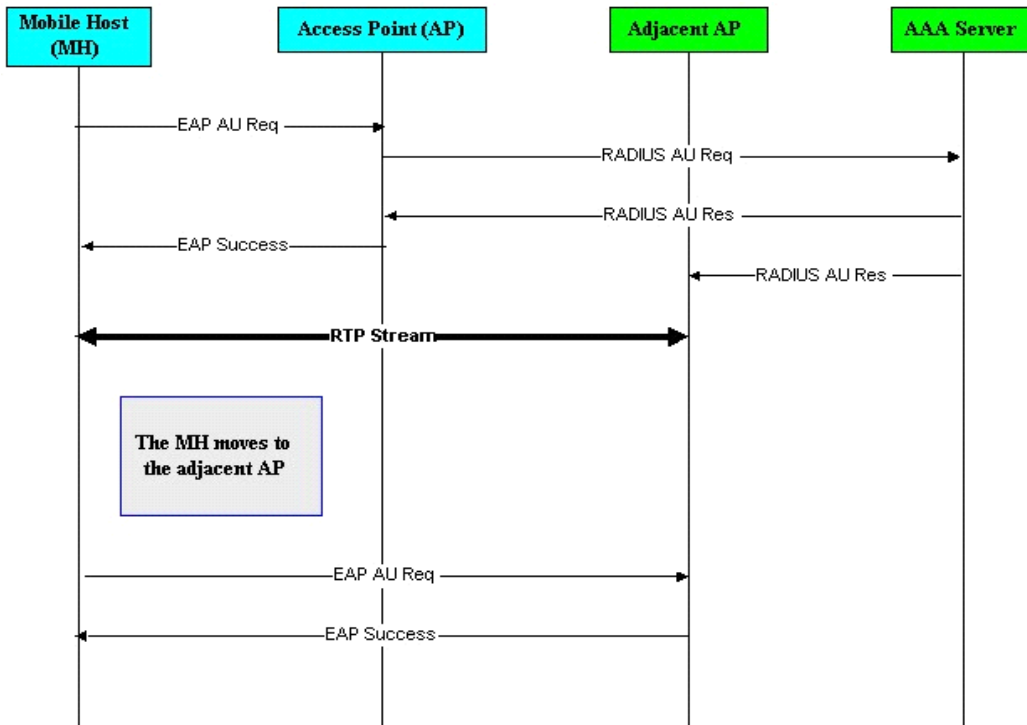 Mobile Host
(MH)
Access Point (AP)
Adjacent AP
AAA Server
EAP AU Req
RADIUS AU Req
RADIUS AU Res
EAP Success
RADIUS AU Res
RTP Stream
The MH moves to
the adjacent AP
EAP AU Req
EAP Success